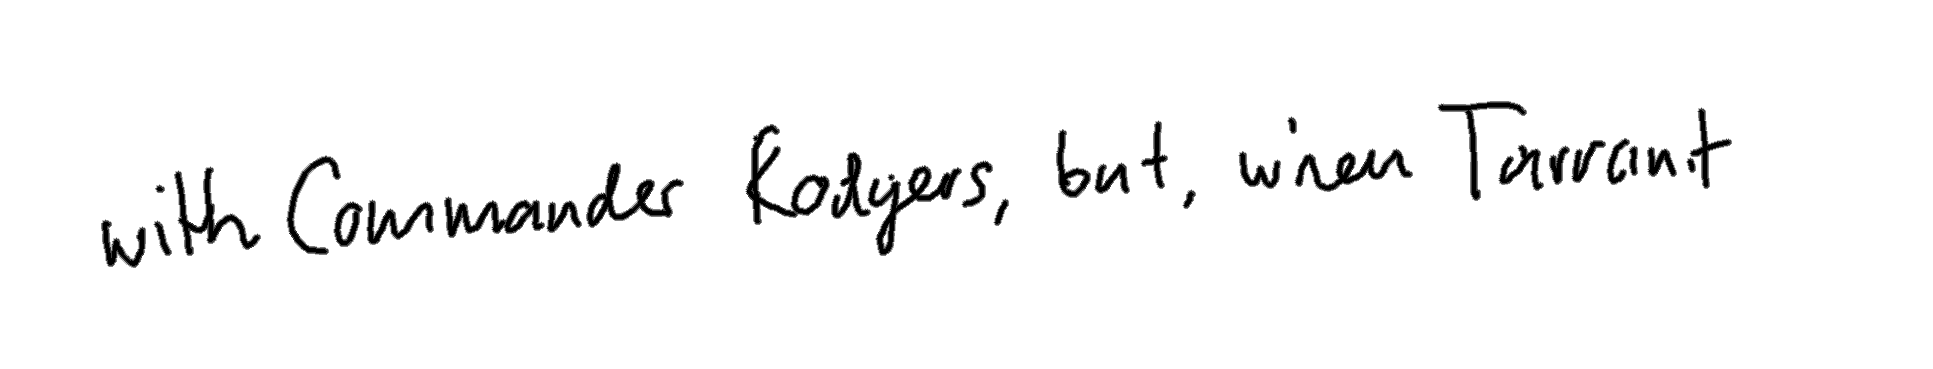 with Commander Rodgers, but, when Tarrant